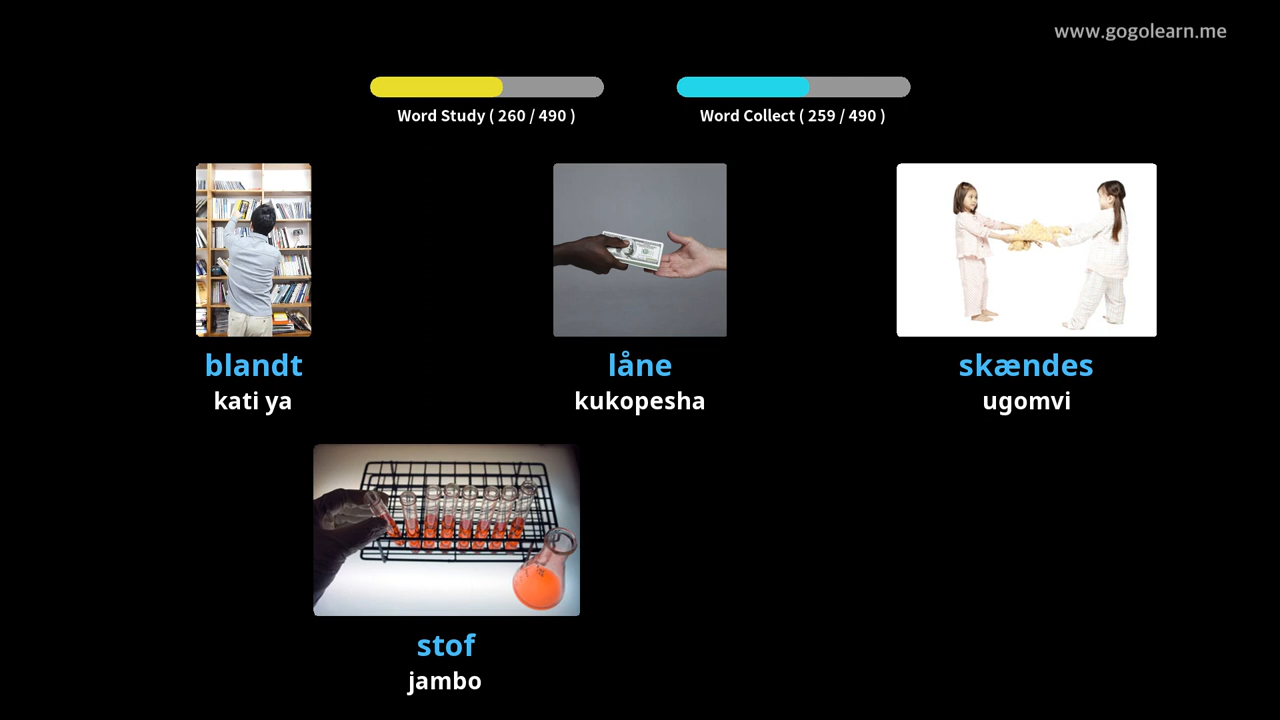 www.gogolearn.me
Word Study ( 260 / 490 )
Word Collect ( 259 / 490 )
blandt
kati ya
låne
kukopesha
skændes
ugomvi
stof
jambo